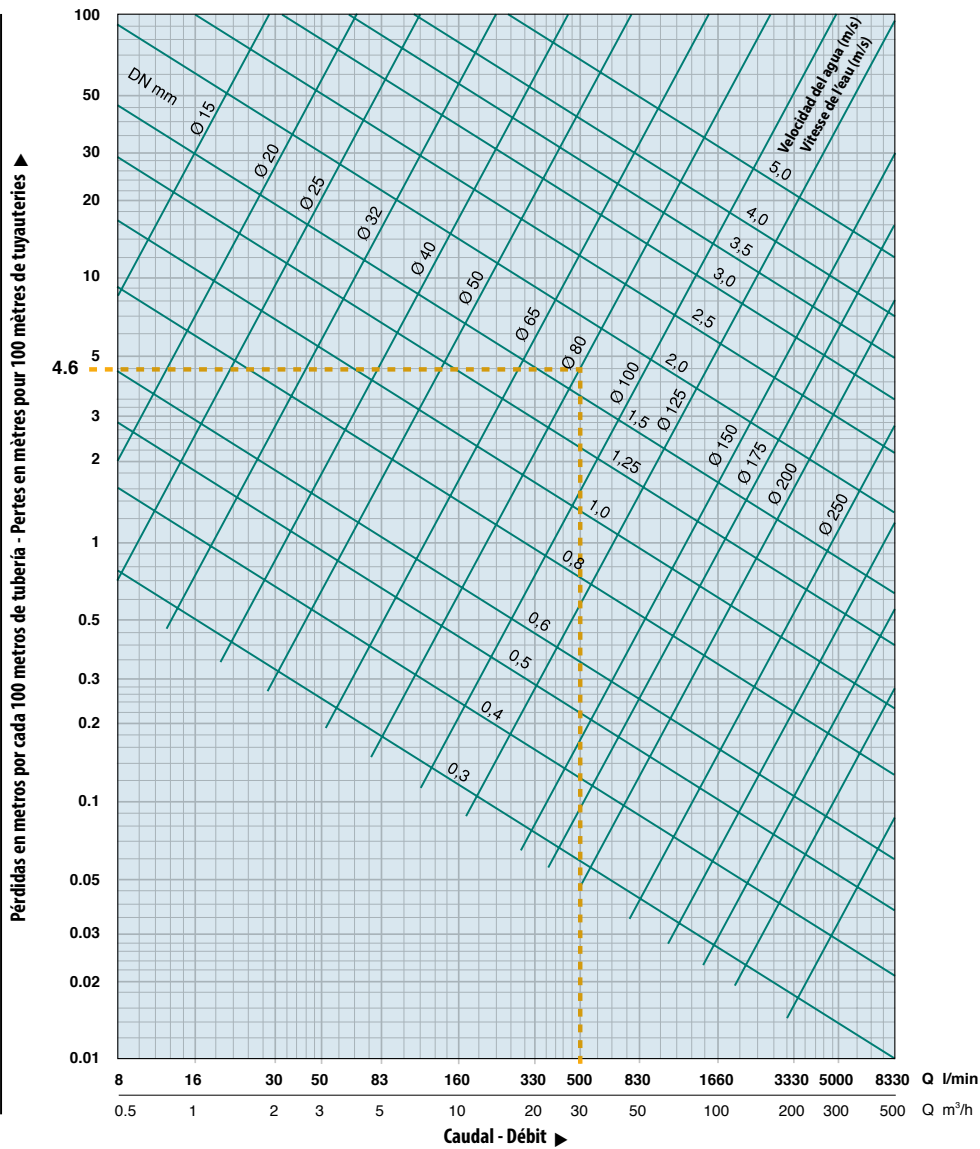 Pérdidas en metros por cada 100 metros de tubería - Pertes en mètres pour 100 mètres de tuyauteries ▶
100
50
30
20
10
5
4.6
3
2
1
0.5
0.3
0.2
0.1
0.05
0.03
0.02
0.01
DN mm
Ø 15
Ø 20
Ø 25
Ø 32
Ø 40
Ø 50
Ø 65
Ø 80
Ø 100
Ø 125
Ø 150
Ø 175
Ø 200
Ø 250
Velocidad del agua (m/s)
Vitesse de l'eau (m/s)
5,0
4,0
3,5
3,0
2,5
2,0
1,5
1,25
1,0
0,8
0,6
0,5
0,4
0,3
8 16 30 50 83 160 330 500 830 1660 3330 5000 8330 Q l/min
0.5 1 2 3 5 10 20 30 50 100 200 300 500 Q m³/h
Caudal - Débit ▶